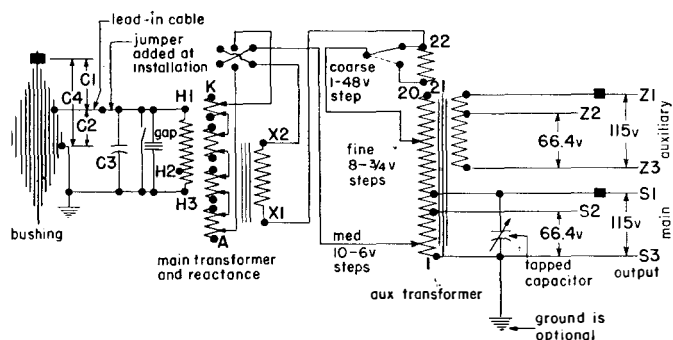 lead-in cable
jumper
added at
installation
C1
C4
C2
C3
gap
H1
H2
H3
bushing
K
A
X2
X1
main transformer
and reactance
coarse
1-48v
step
fine
8-3/4v
steps
med
10-6v
steps
22
21
20
1
aux transformer
Z1
Z2
Z3
66.4v
115v
auxiliary
S1
S2
S3
66.4v
115v
main
output
tapped
capacitor
ground is
optional